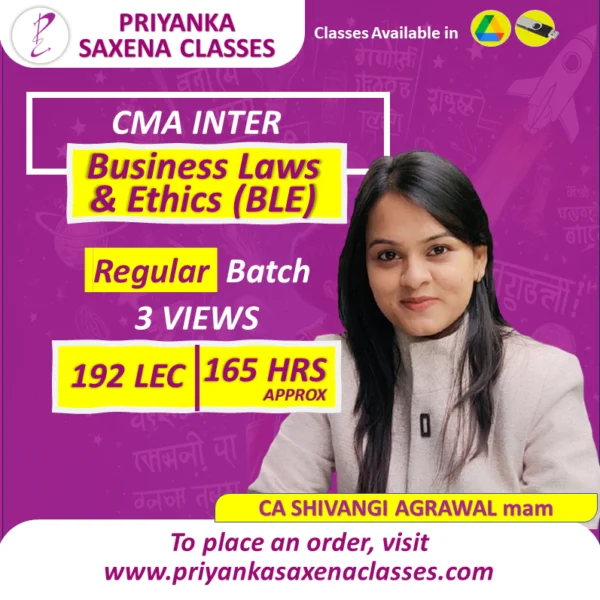 PRIYANKA
SAXENA CLASSES
Classes Available in
CMA INTER
Business Laws
& Ethics (BLE)
Regular Batch
3 VIEWS
192 LEC
165 HRS
APPROX
CA SHIVANGI AGRAWAL mam
To place an order, visit
www.priyankasaxenaclasses.com